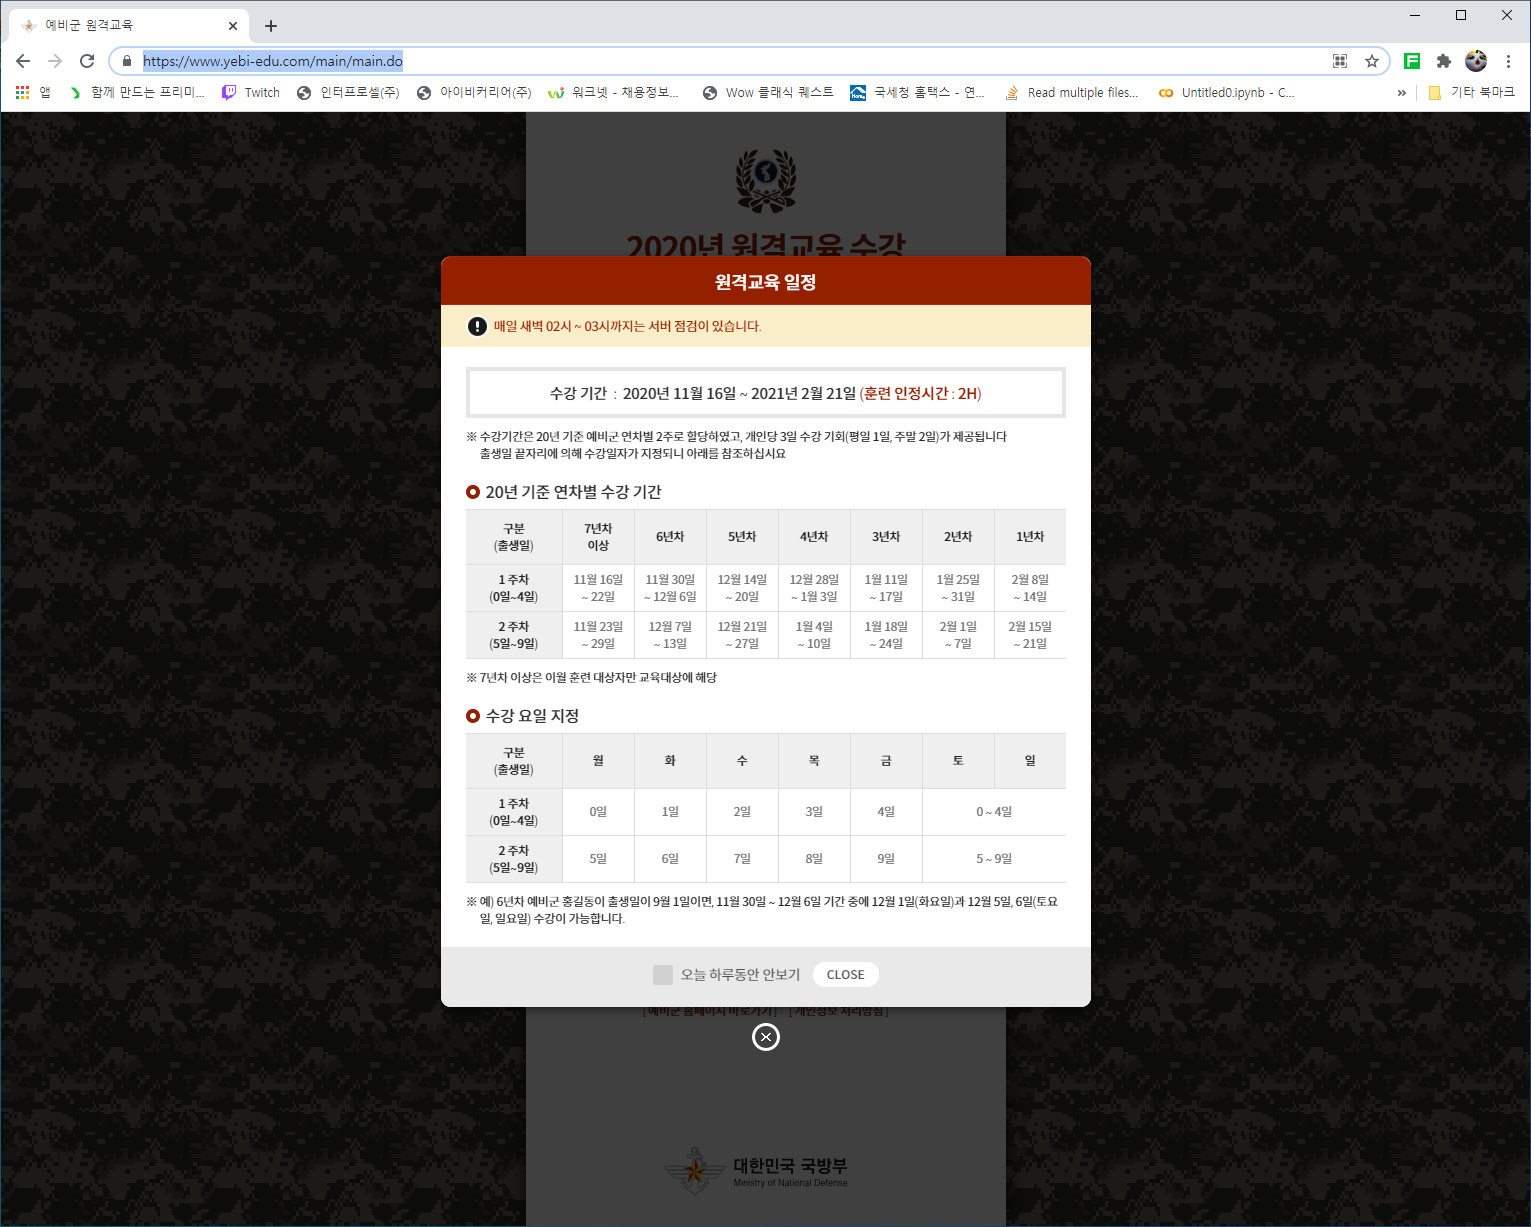 예비군 원격교육
https://www.yebi-edu.com/main/main.do
앱 함께 만드는 프리미... Twitch 인터프로셀(주) 아이비커리어(주) 워크넷 - 채용정보... Wow 클래식 퀘스트 국세청 홈택스 - 연... Read multiple files... Untitled0.ipynb - C... » 기타 북마크
2020년 원격교육 수강
원격교육 일정
매일 새벽 02시 ~ 03시까지는 서버 점검이 있습니다.
수강 기간 : 2020년 11월 16일 ~ 2021년 2월 21일 (훈련 인정시간 : 2H)
※ 수강기간은 20년 기준 예비군 연차별 2주로 할당하였고, 개인당 3일 수강 기회(평일 1일, 주말 2일)가 제공됩니다
출생일 끝자리에 의해 수강일자가 지정되니 아래를 참조하십시요
20년 기준 연차별 수강 기간
구분 (출생일) 7년차 이상 6년차 5년차 4년차 3년차 2년차 1년차
1 주차 (0일~4일) 11월 16일 ~ 22일 11월 30일 ~ 12월 6일 12월 14일 ~ 20일 12월 28일 ~ 1월 3일 1월 11일 ~ 17일 1월 25일 ~ 31일 2월 8일 ~ 14일
2 주차 (5일~9일) 11월 23일 ~ 29일 12월 7일 ~ 13일 12월 21일 ~ 27일 1월 4일 ~ 10일 1월 18일 ~ 24일 2월 1일 ~ 7일 2월 15일 ~ 21일
※ 7년차 이상은 이월 훈련 대상자만 교육대상에 해당
수강 요일 지정
구분 (출생일) 월 화 수 목 금 토 일
1 주차 (0일~4일) 0일 1일 2일 3일 4일 0 ~ 4일
2 주차 (5일~9일) 5일 6일 7일 8일 9일 5 ~ 9일
※ 예) 6년차 예비군 홍길동이 출생일이 9월 1일이면, 11월 30일 ~ 12월 6일 기간 중에 12월 1일(화요일)과 12월 5일, 6일(토요
일, 일요일) 수강이 가능합니다.
오늘 하루동안 안보기 CLOSE
[ 예비군 홈페이지 바로가기 ] [ 개인정보 처리방침 ]
대한민국 국방부
Ministry of National Defense